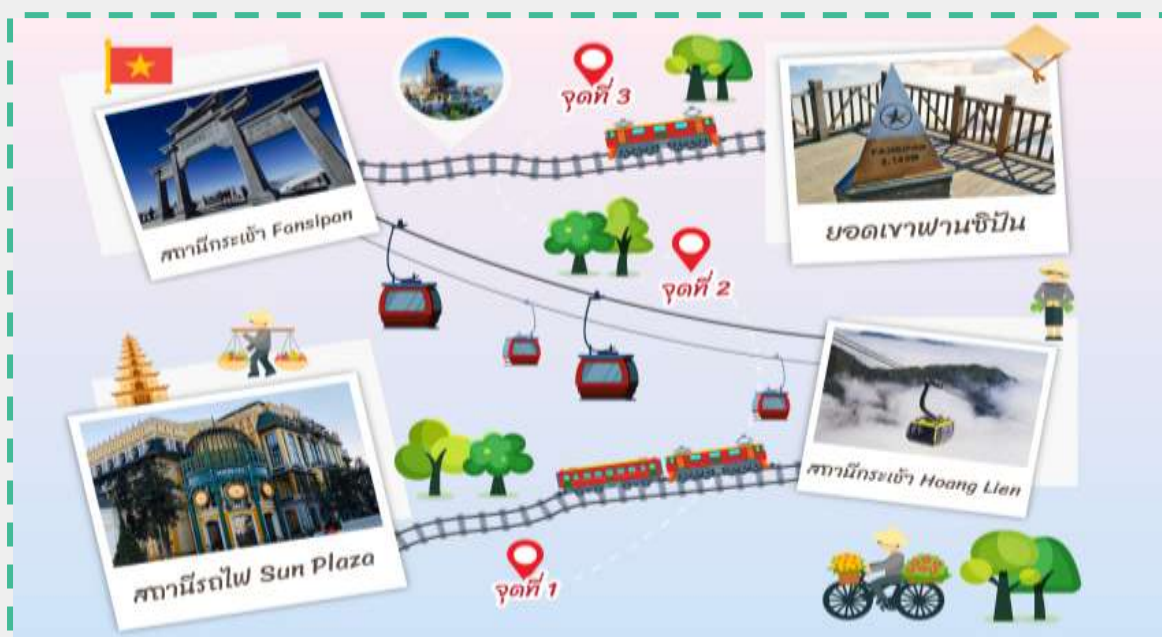 จุดที่ 3
FANSIPAN
3.143M
ยอดเขาฟานซิปัน
สถานีกระเช้า Fansipan
จุดที่ 2
สถานีกระเช้า Hoang Lien
สถานีรถไฟ Sun Plaza
จุดที่ 1